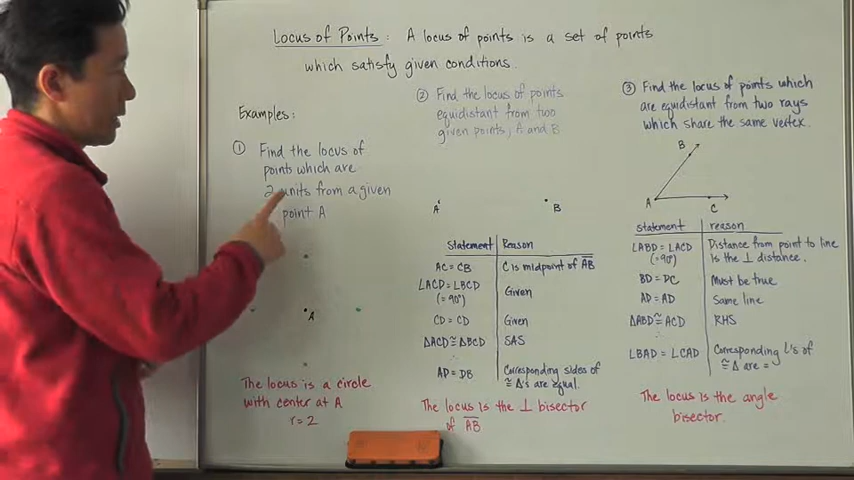 Locus of Points: A locus of points is a set of points
which satisfy given conditions.
Examples:
① Find the locus of
points which are
2 units from a given
point A
A
The locus is a circle
with center at A
r = 2
② Find the locus of points
equidistant from two
given points, A and B
A
B
Statement Reason
AC = CB C is midpoint of AB
∠ACD = ∠BCD
(= 90°) Given
CD = CD Given
ΔACD ≅ ΔBCD SAS
∴
AD = DB Corresponding sides of
≅ Δ's are equal.
The locus is the ⊥ bisector
of AB
③ Find the locus of points which
are equidistant from two rays
which share the same vertex.
B
A
C
statement reason
∠ABD = ∠ACD Distance from point to line
(= 90°) is the ⊥ distance.
BD = DC Must be true
AD = AD Same line
ΔABD ≅ ACD RHS
∴
∠BAD = ∠CAD Corresponding ∠'s of
≅ Δ are =
The locus is the angle
bisector.